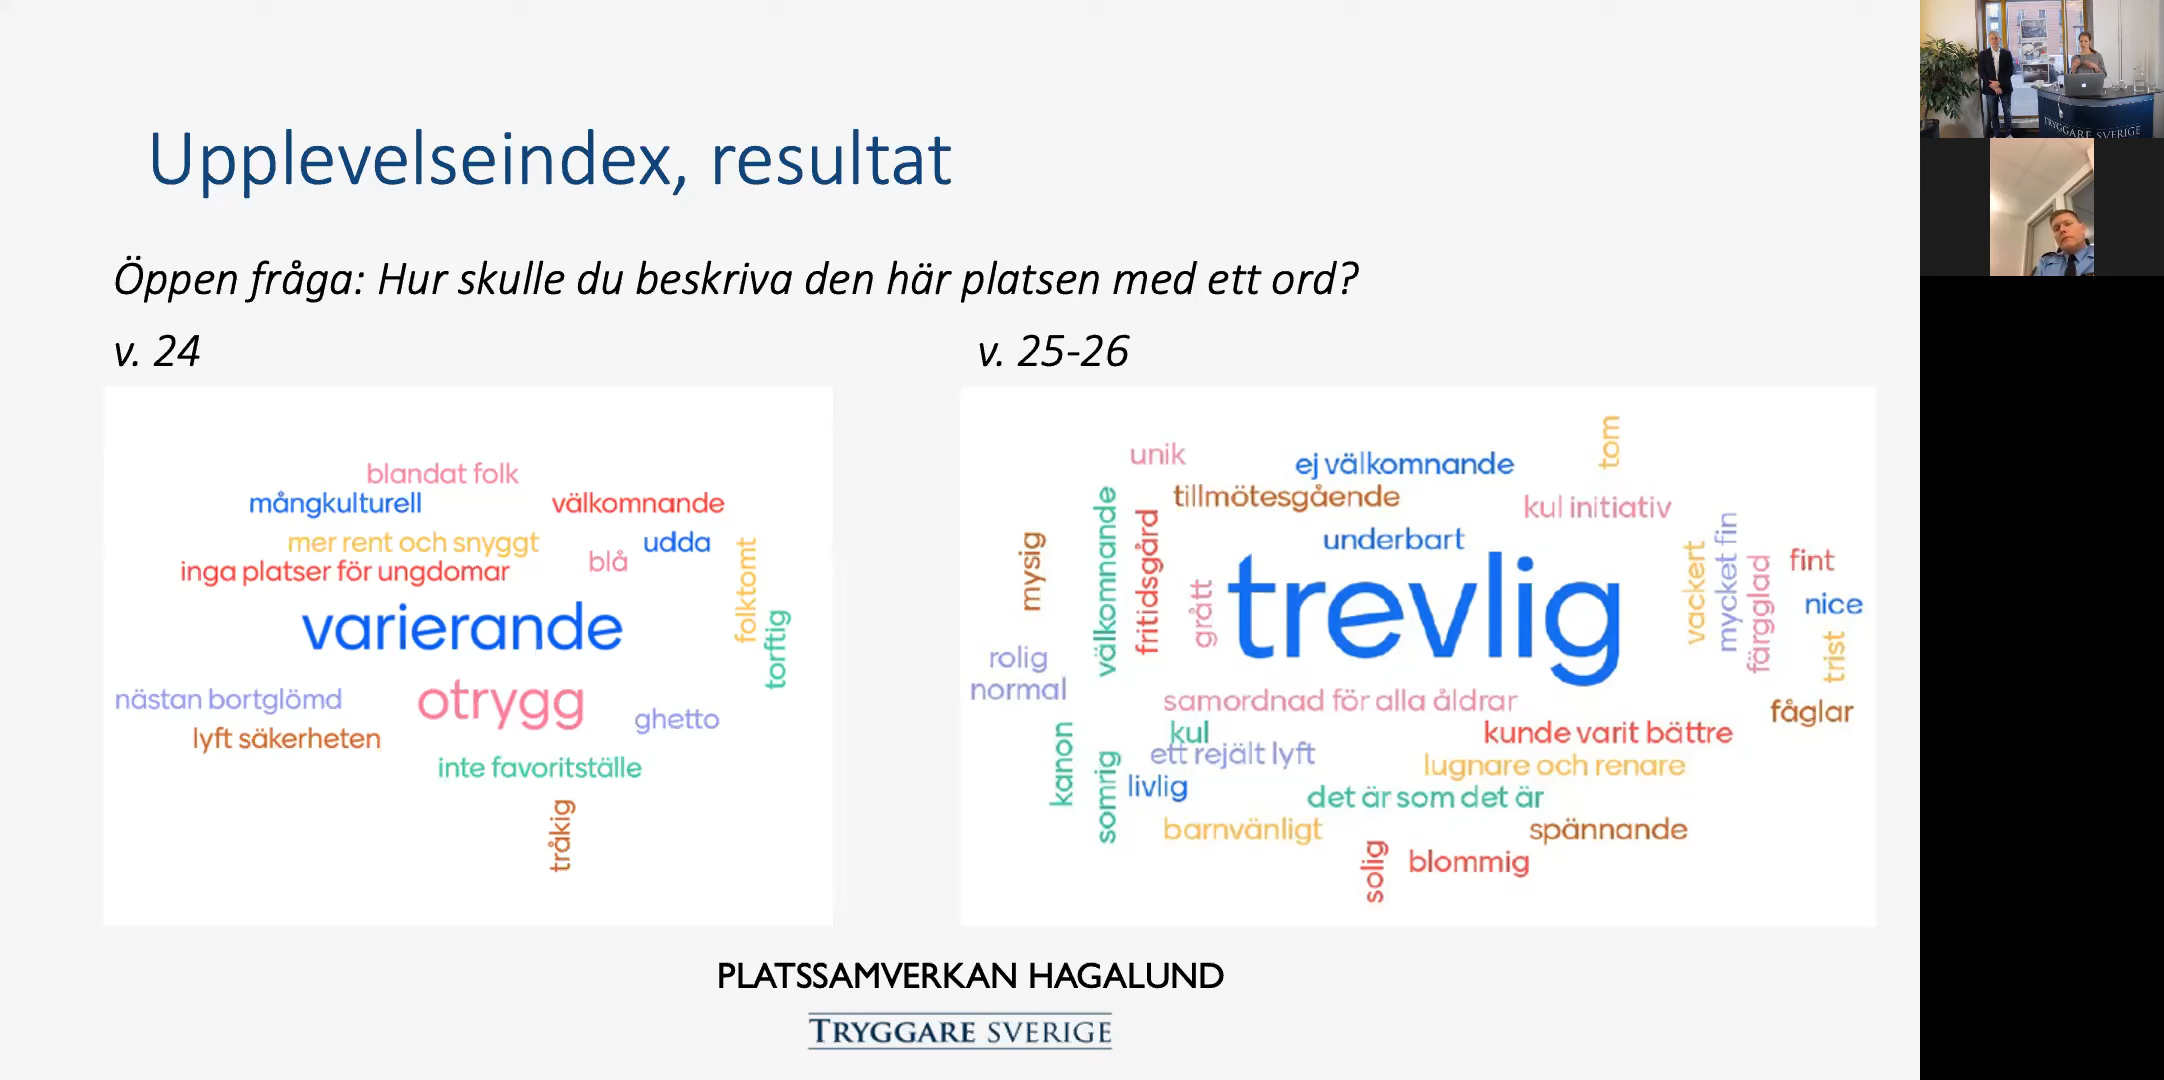 Upplevelseindex, resultat
Öppen fråga: Hur skulle du beskriva den här platsen med ett ord?
v. 24
blandat folk
mångkulturell
välkomnande
mer rent och snyggt
blå
udda
inga platser för ungdomar
folktomt
varierande
torftig
nästan bortglömd
otrygg
ghetto
lyft säkerheten
inte favoritställe
tråkig
v. 25-26
unik
ej välkomnande
tom
tillmötesgående
kul initiativ
underbart
mysig
välkomnande
fritidsgård
grått
trevlig
vackert
mycket fin
färgglad
fint
nice
trist
rolig
normal
samordnad för alla åldrar
fåglar
kul
kunde varit bättre
ett rejält lyft
lugnare och renare
kanon
somrig
livlig
det är som det är
barnvänligt
spännande
solig
blommig
PLATSSAMVERKAN HAGALUND
TRYGGARE SVERIGE
TRYGGARE SVERIGE